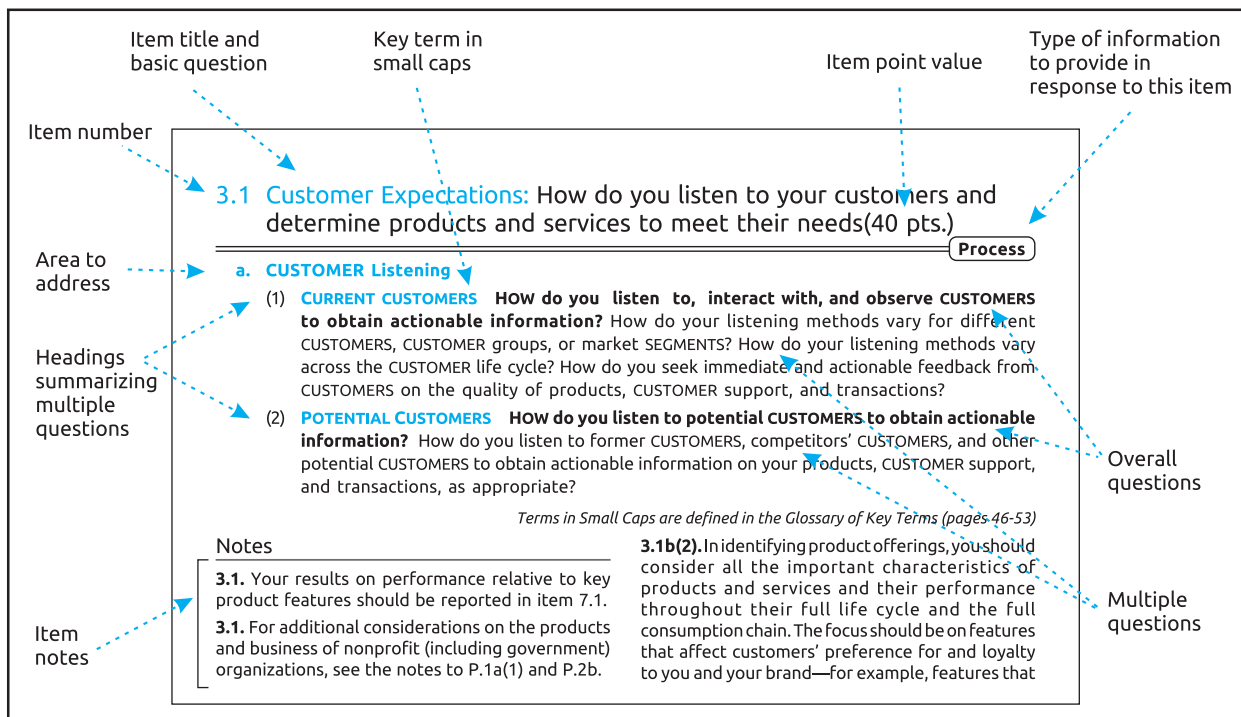 Item title and
basic question
Key term in
small caps
Item point value
Type of information
to provide in
response to this item
Item number
3.1 Customer Expectations: How do you listen to your customers and
determine products and services to meet their needs(40 pts.)
Process
Area to
address
a. CUSTOMER Listening
(1) CURRENT CUSTOMERS HOW do you listen to, interact with, and observe CUSTOMERS
to obtain actionable information? How do your listening methods vary for different
CUSTOMERS, CUSTOMER groups, or market SEGMENTS? How do your listening methods vary
across the CUSTOMER life cycle? How do you seek immediate and actionable feedback from
CUSTOMERS on the quality of products, CUSTOMER support, and transactions?
Headings
summarizing
multiple
questions
(2) POTENTIAL CUSTOMERS HOW do you listen to potential CUSTOMERS to obtain actionable
information? How do you listen to former CUSTOMERS, competitors’ CUSTOMERS, and other
potential CUSTOMERS to obtain actionable information on your products, CUSTOMER support,
and transactions, as appropriate?
Overall
questions
Terms in Small Caps are defined in the Glossary of Key Terms (pages 46-53)
Notes
3.1. Your results on performance relative to key
product features should be reported in item 7.1.
3.1. For additional considerations on the products
and business of nonprofit (including government)
organizations, see the notes to P.1a(1) and P.2b.
Item
notes
3.1b(2). In identifying product offerings, you should
consider all the important characteristics of
products and services and their performance
throughout their full life cycle and the full
consumption chain. The focus should be on features
that affect customers’ preference for and loyalty
to you and your brand—for example, features that
Multiple
questions